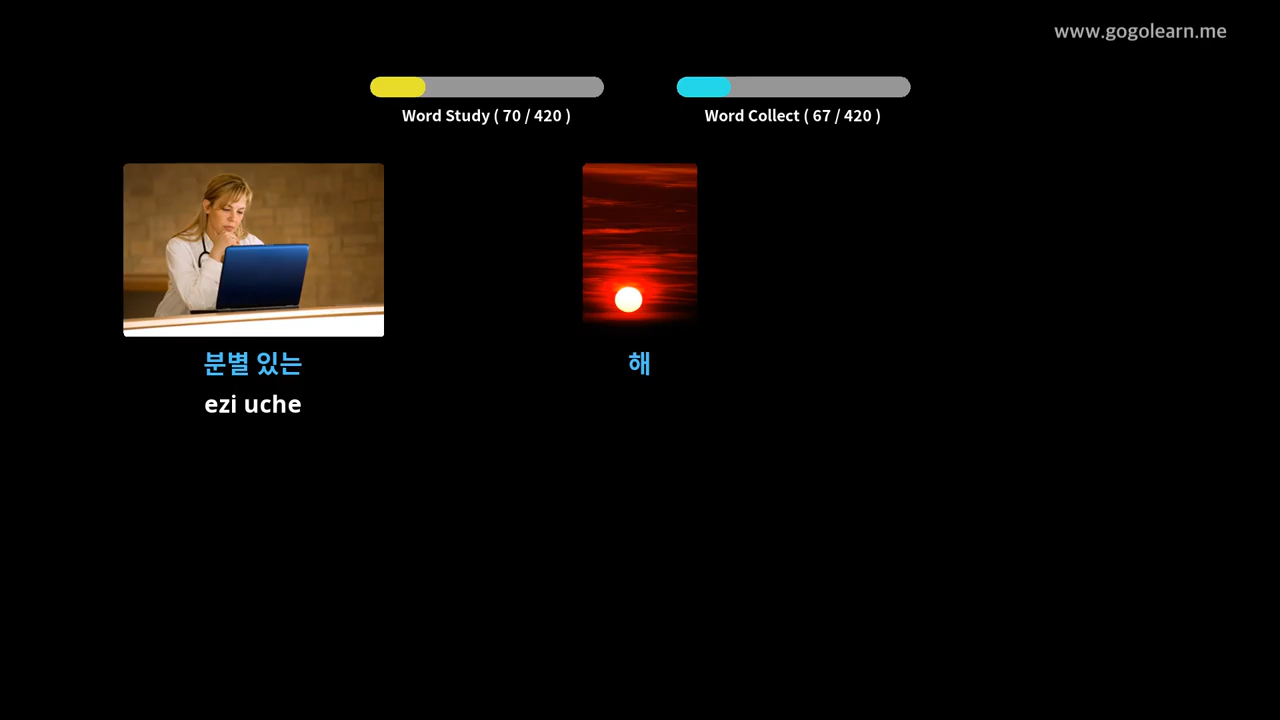 www.gogolearn.me
Word Study ( 70 / 420 )
Word Collect ( 67 / 420 )
분별 있는
ezi uche
해